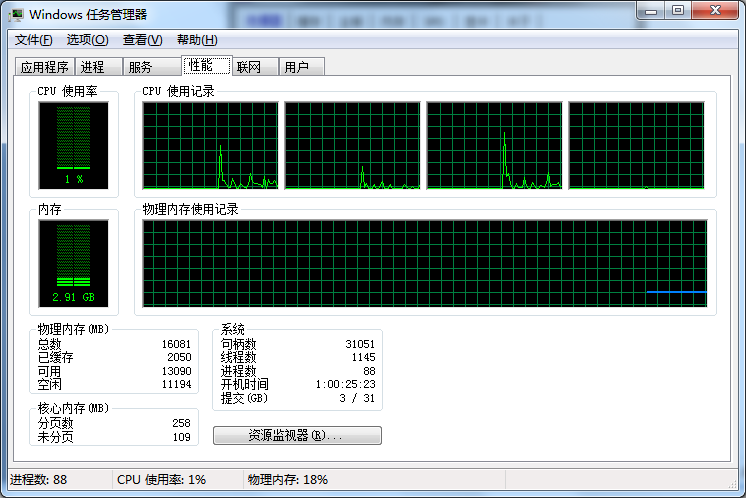 Windows 任务管理器
文件(F) 选项(O) 查看(V) 帮助(H)
应用程序 进程 服务 性能 联网 用户
CPU 使用率 CPU 使用记录
1 %
内存 物理内存使用记录
2.91 GB
物理内存(MB)
总数 16081
已缓存 2050
可用 13090
空闲 11194
系统
句柄数 31051
线程数 1145
进程数 88
开机时间 1:00:25:23
提交(GB) 3 / 31
核心内存(MB)
分页数 258
未分页 109
资源监视器(R)...
进程数: 88 CPU 使用率: 1% 物理内存: 18%